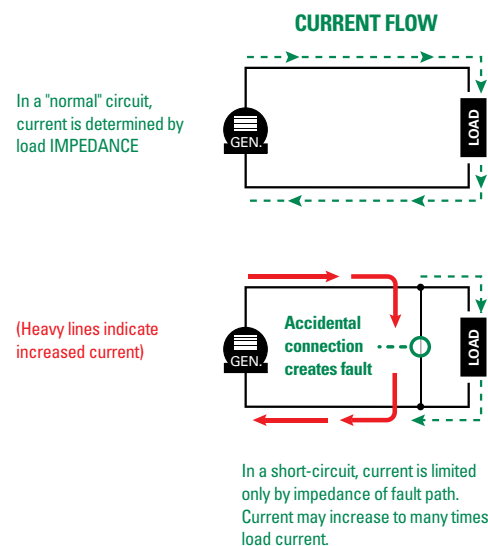 CURRENT FLOW
In a "normal" circuit,
current is determined by
load IMPEDANCE
GEN.
LOAD
(Heavy lines indicate
increased current)
GEN.
Accidental
connection
creates fault
LOAD
In a short-circuit, current is limited
only by impedance of fault path.
Current may increase to many times
load current.